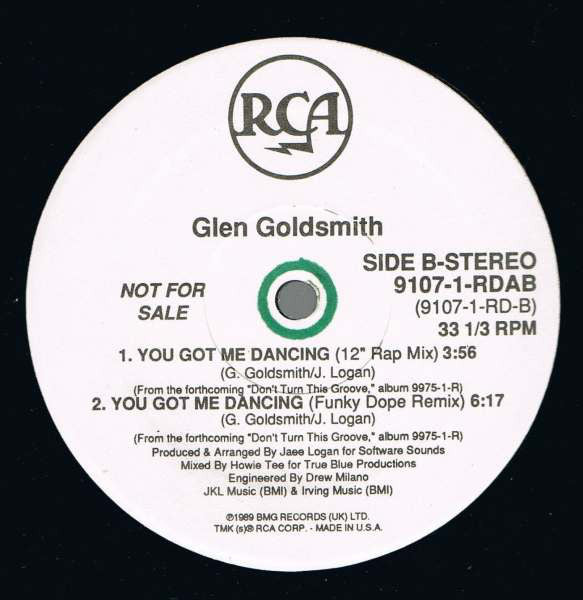 RCA
Glen Goldsmith
SIDE B-STEREO
9107-1-RDAB
(9107-1-RD-B)
33 1/3 RPM
NOT FOR
SALE
1. YOU GOT ME DANCING (12" Rap Mix) 3:56
(G. Goldsmith/J. Logan)
(From the forthcoming "Don't Turn This Groove," album 9975-1-R)
2. YOU GOT ME DANCING (Funky Dope Remix) 6:17
(G. Goldsmith/J. Logan)
(From the forthcoming "Don't Turn This Groove," album 9975-1-R)
Produced & Arranged By Jaee Logan for Software Sounds
Mixed By Howie Tee for True Blue Productions
Engineered By Drew Milano
JKL Music (BMI) & Irving Music (BMI)
℗1989 BMG RECORDS (UK) LTD.
TMK (s)® RCA CORP. - MADE IN U.S.A.